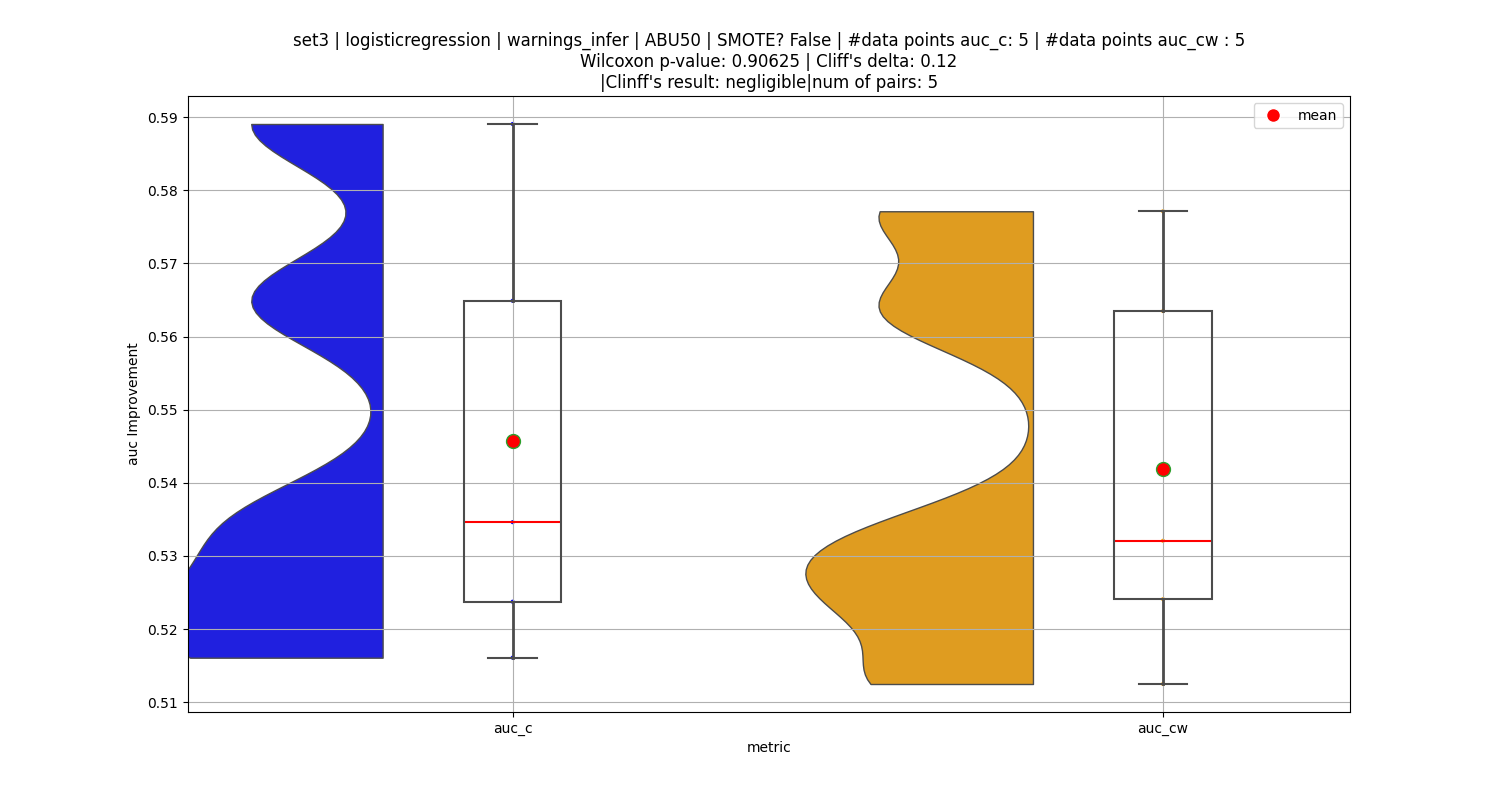 set3 | logisticregression | warnings_infer | ABU50 | SMOTE? False | #data points auc_c: 5 | #data points auc_cw : 5
Wilcoxon p-value: 0.90625 | Cliff's delta: 0.12
|Clinff's result: negligible|num of pairs: 5
mean
0.59
0.58
0.57
0.56
0.55
0.54
0.53
0.52
0.51
auc Improvement
auc_c
auc_cw
metric